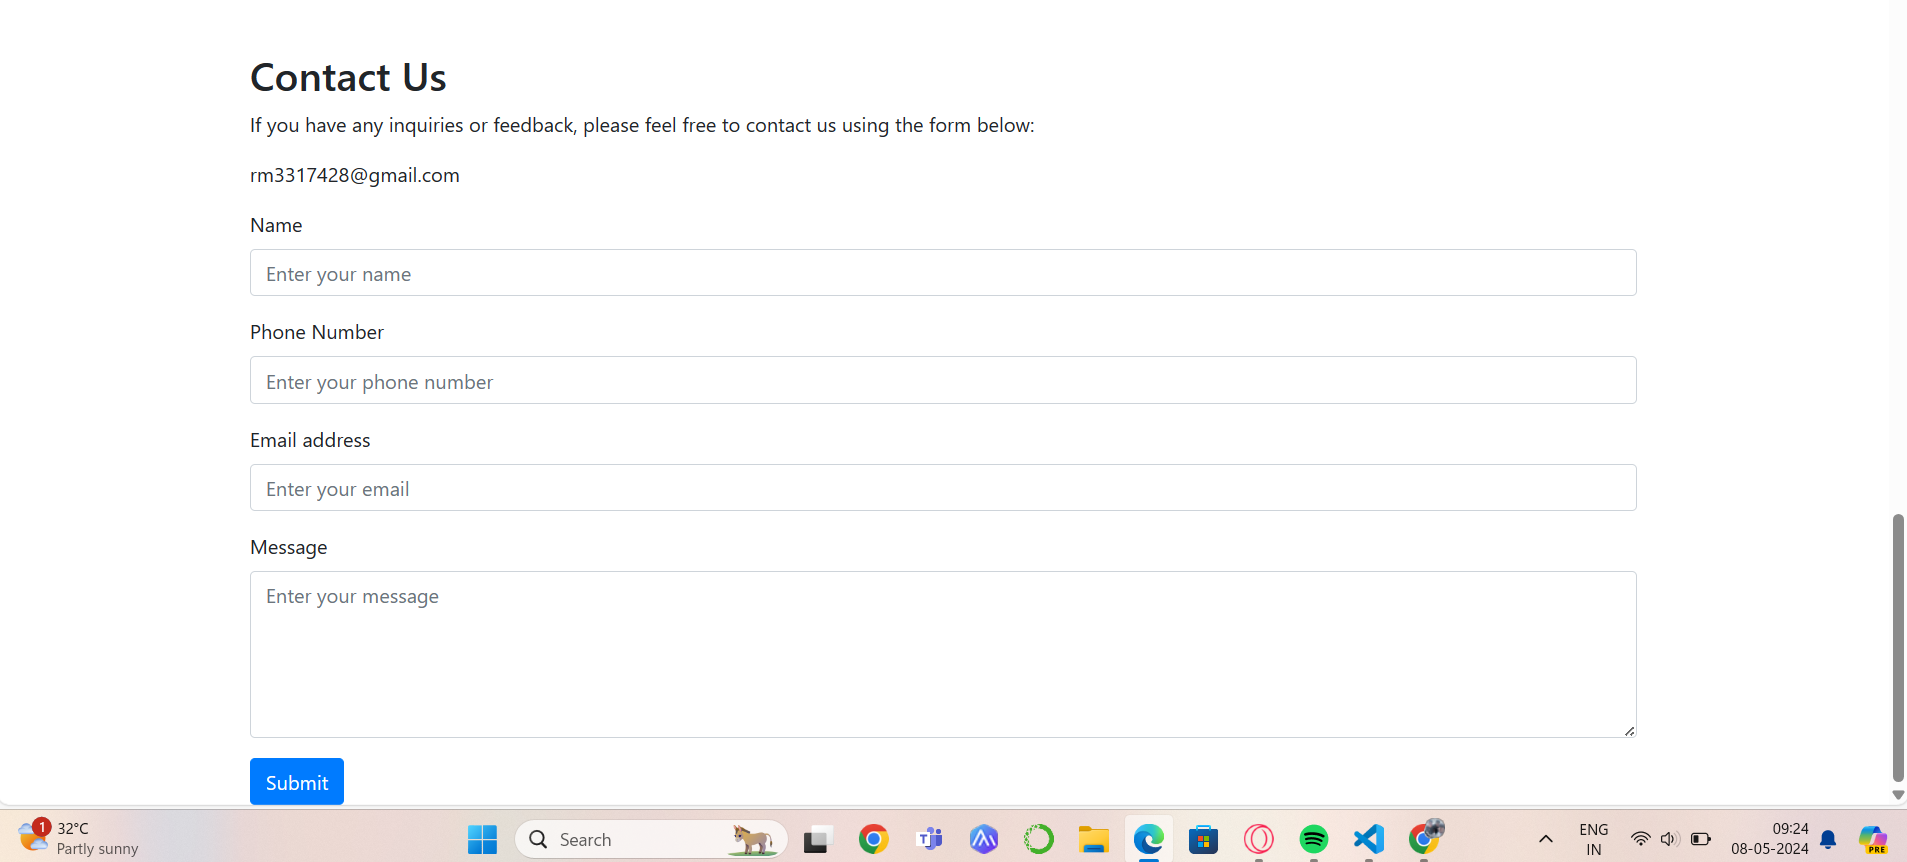 Contact Us
If you have any inquiries or feedback, please feel free to contact us using the form below:
rm3317428@gmail.com
Name
Enter your name
Phone Number
Enter your phone number
Email address
Enter your email
Message
Enter your message
Submit
1
32°C
Partly sunny
Search
ENG
IN
09:24
08-05-2024
PRE